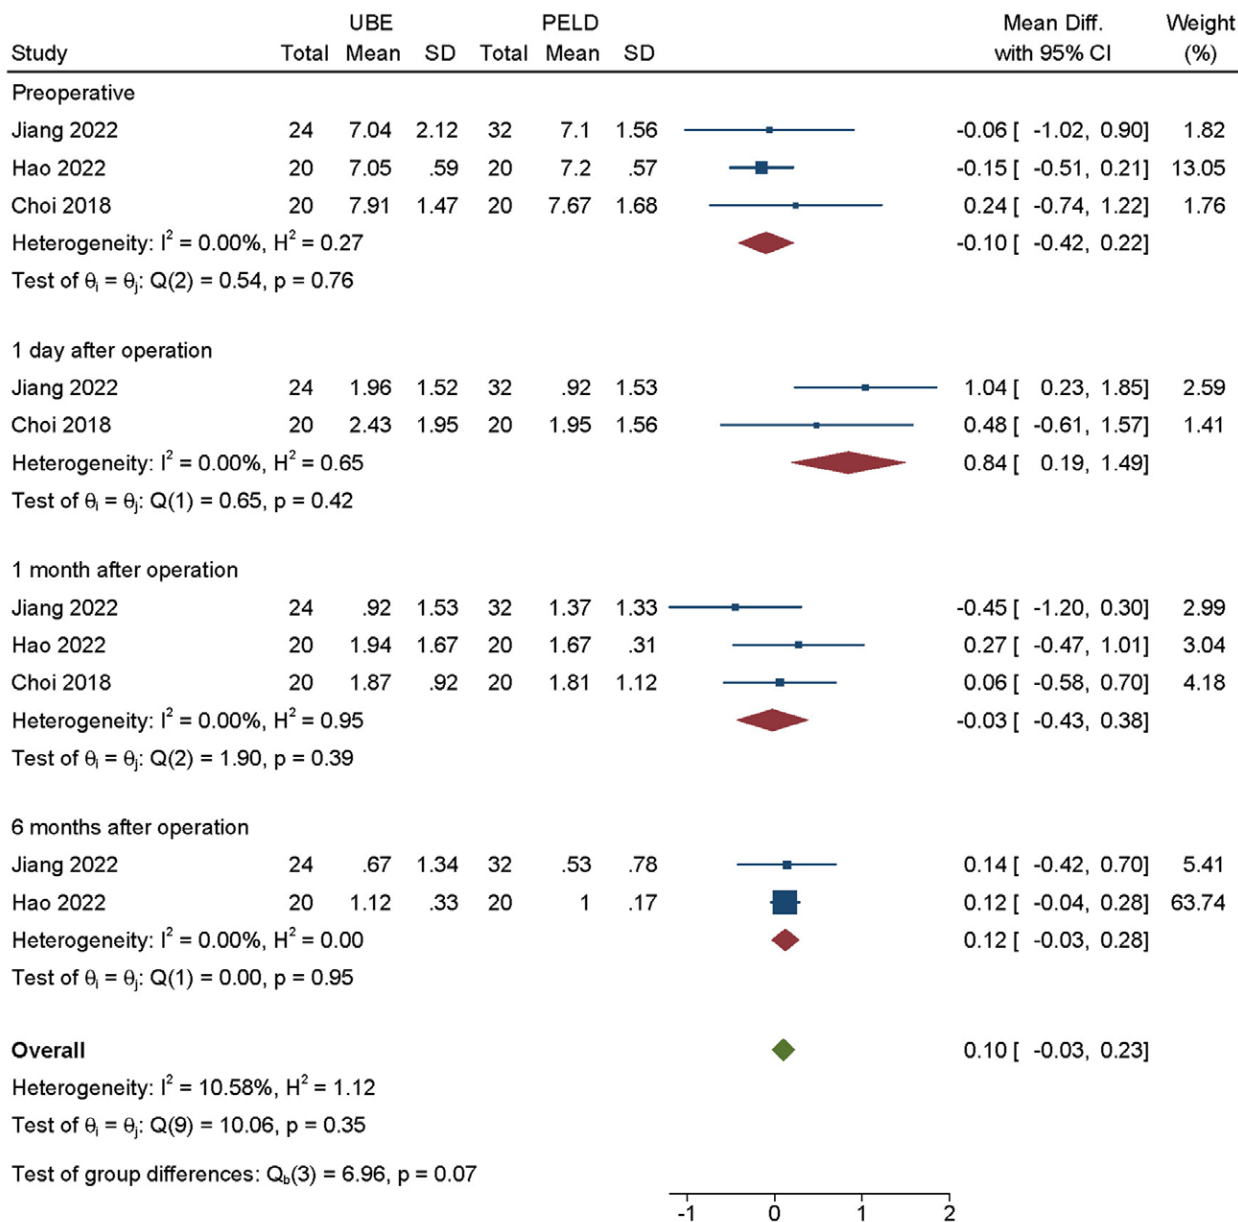 UBE PELD Mean Diff. Weight
Study Total Mean SD Total Mean SD with 95% CI (%)
Preoperative
Jiang 2022 24 7.04 2.12 32 7.1 1.56 -0.06 [ -1.02, 0.90] 1.82
Hao 2022 20 7.05 .59 20 7.2 .57 -0.15 [ -0.51, 0.21] 13.05
Choi 2018 20 7.91 1.47 20 7.67 1.68 0.24 [ -0.74, 1.22] 1.76
Heterogeneity: I² = 0.00%, H² = 0.27 -0.10 [ -0.42, 0.22]
Test of θᵢ = θⱼ: Q(2) = 0.54, p = 0.76
1 day after operation
Jiang 2022 24 1.96 1.52 32 .92 1.53 1.04 [ 0.23, 1.85] 2.59
Choi 2018 20 2.43 1.95 20 1.95 1.56 0.48 [ -0.61, 1.57] 1.41
Heterogeneity: I² = 0.00%, H² = 0.65 0.84 [ 0.19, 1.49]
Test of θᵢ = θⱼ: Q(1) = 0.65, p = 0.42
1 month after operation
Jiang 2022 24 .92 1.53 32 1.37 1.33 -0.45 [ -1.20, 0.30] 2.99
Hao 2022 20 1.94 1.67 20 1.67 .31 0.27 [ -0.47, 1.01] 3.04
Choi 2018 20 1.87 .92 20 1.81 1.12 0.06 [ -0.58, 0.70] 4.18
Heterogeneity: I² = 0.00%, H² = 0.95 -0.03 [ -0.43, 0.38]
Test of θᵢ = θⱼ: Q(2) = 1.90, p = 0.39
6 months after operation
Jiang 2022 24 .67 1.34 32 .53 .78 0.14 [ -0.42, 0.70] 5.41
Hao 2022 20 1.12 .33 20 1 .17 0.12 [ -0.04, 0.28] 63.74
Heterogeneity: I² = 0.00%, H² = 0.00 0.12 [ -0.03, 0.28]
Test of θᵢ = θⱼ: Q(1) = 0.00, p = 0.95
Overall 0.10 [ -0.03, 0.23]
Heterogeneity: I² = 10.58%, H² = 1.12
Test of θᵢ = θⱼ: Q(9) = 10.06, p = 0.35
Test of group differences: Q_b(3) = 6.96, p = 0.07
-1 0 1 2